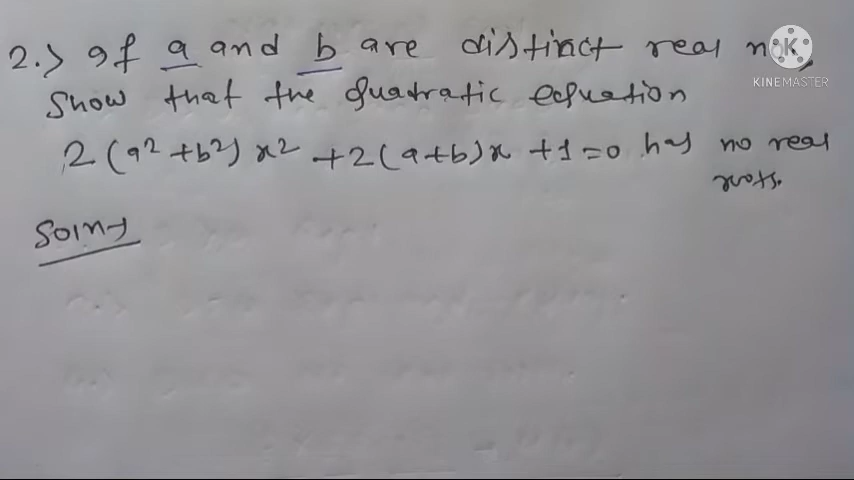 2.) If a and b are distinct real nos,
Show that the quadratic equation
2(a²+b²)x² +2(a+b)x +1=0 has no real
roots.
Soln→
K
KINEMASTER